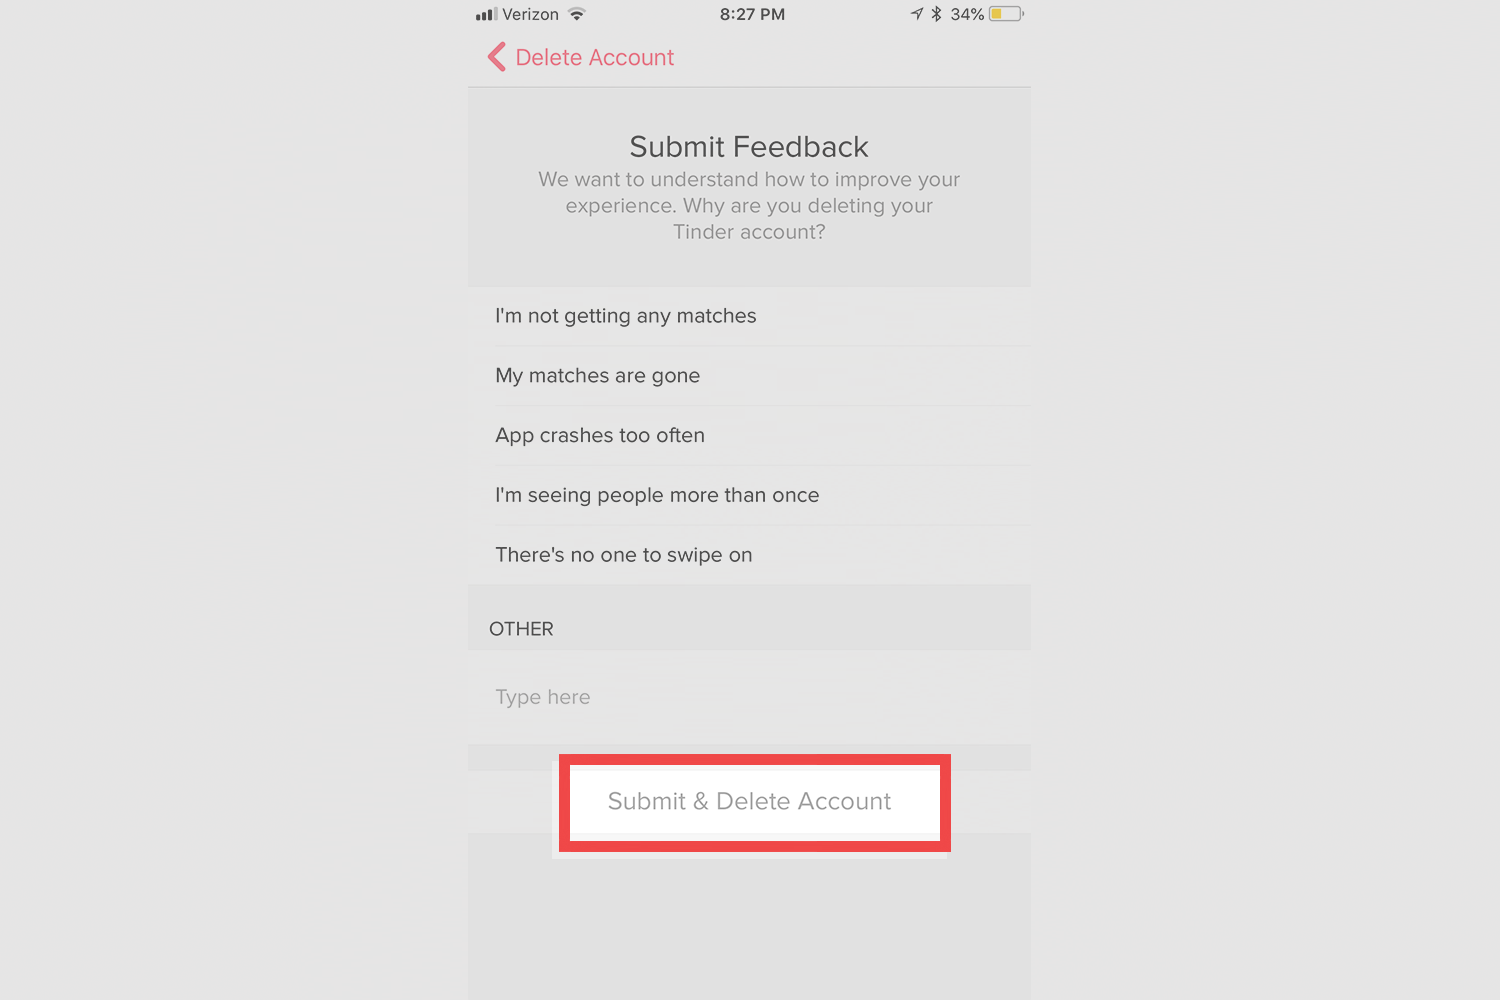 Verizon 8:27 PM 34%
Delete Account
Submit Feedback
We want to understand how to improve your
experience. Why are you deleting your
Tinder account?
I'm not getting any matches
My matches are gone
App crashes too often
I'm seeing people more than once
There's no one to swipe on
OTHER
Type here
Submit & Delete Account